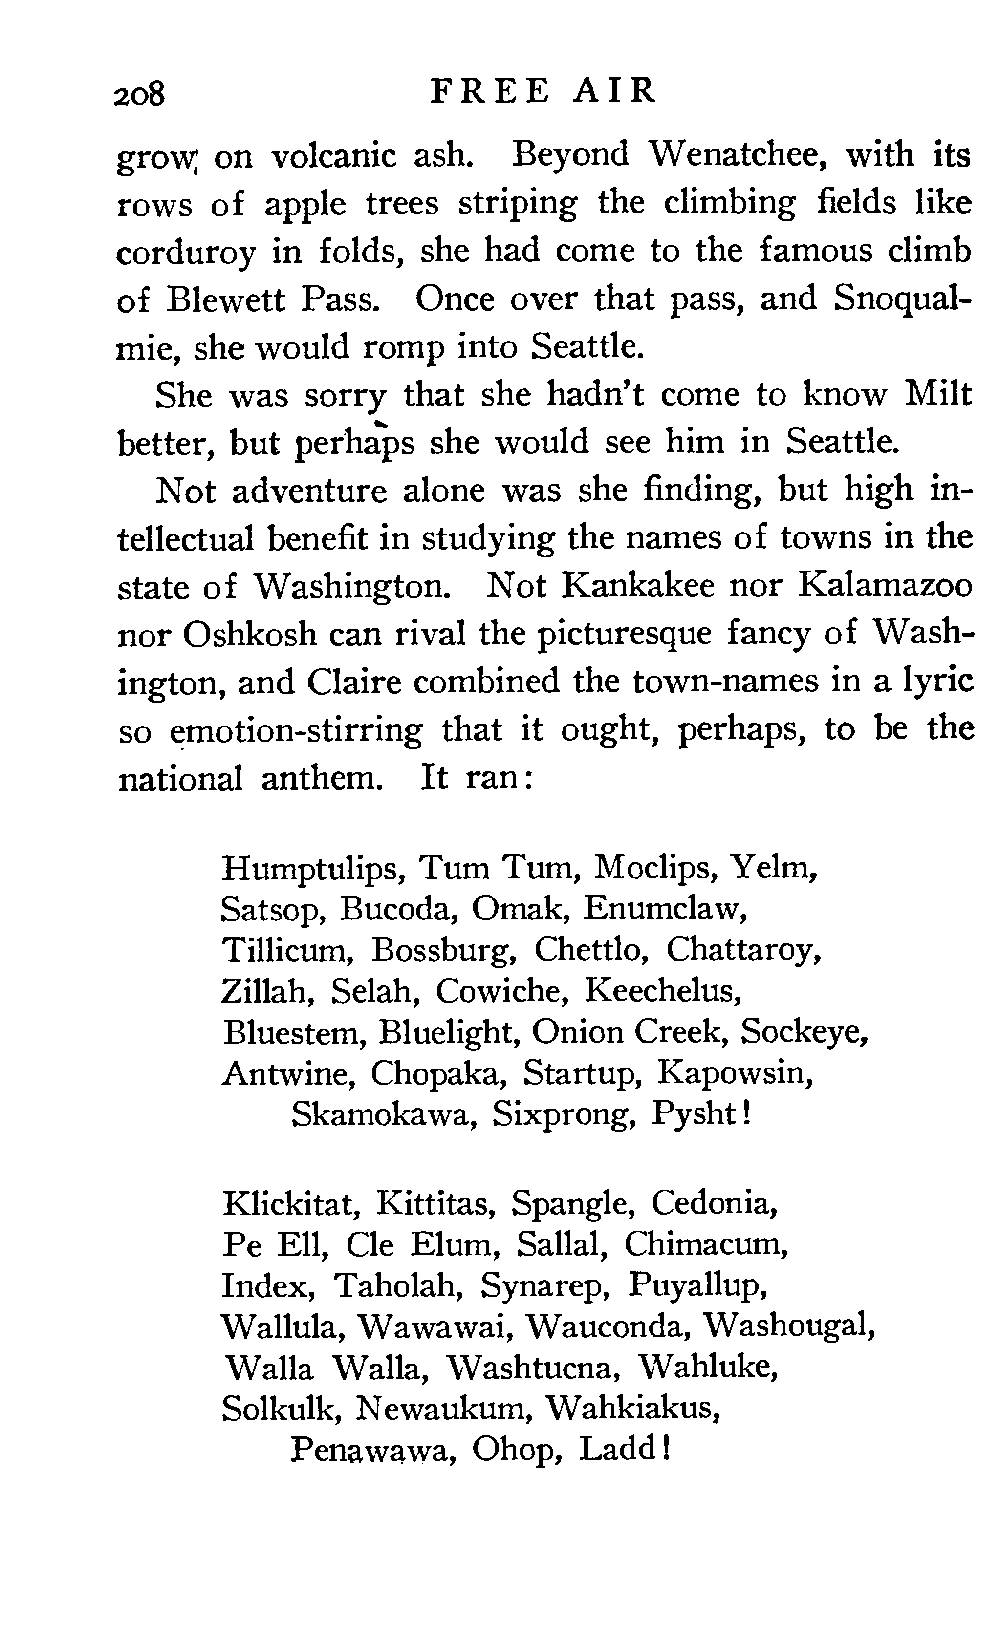 208 FREE AIR
grow on volcanic ash. Beyond Wenatchee, with its
rows of apple trees striping the climbing fields like
corduroy in folds, she had come to the famous climb
of Blewett Pass. Once over that pass, and Snoqual-
mie, she would romp into Seattle.
She was sorry that she hadn't come to know Milt
better, but perhaps she would see him in Seattle.
Not adventure alone was she finding, but high in-
tellectual benefit in studying the names of towns in the
state of Washington. Not Kankakee nor Kalamazoo
nor Oshkosh can rival the picturesque fancy of Wash-
ington, and Claire combined the town-names in a lyric
so emotion-stirring that it ought, perhaps, to be the
national anthem. It ran:
Humptulips, Tum Tum, Moclips, Yelm,
Satsop, Bucoda, Omak, Enumclaw,
Tillicum, Bossburg, Chettlo, Chattaroy,
Zillah, Selah, Cowiche, Keechelus,
Bluestem, Bluelight, Onion Creek, Sockeye,
Antwine, Chopaka, Startup, Kapowsin,
Skamokawa, Sixprong, Pysht!
Klickitat, Kittitas, Spangle, Cedonia,
Pe Ell, Cle Elum, Sallal, Chimacum,
Index, Taholah, Synarep, Puyallup,
Wallula, Wawawai, Wauconda, Washougal,
Walla Walla, Washtucna, Wahluke,
Solkulk, Newaukum, Wahkiakus,
Penawawa, Ohop, Ladd!